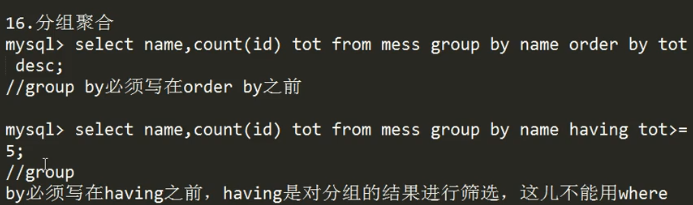 16.分组聚合
mysql> select name,count(id) tot from mess group by name order by tot
desc;
//group by必须写在order by之前
mysql> select name,count(id) tot from mess group by name having tot>=
5;
//group
by必须写在having之前，having是对分组的结果进行筛选，这儿不能用where